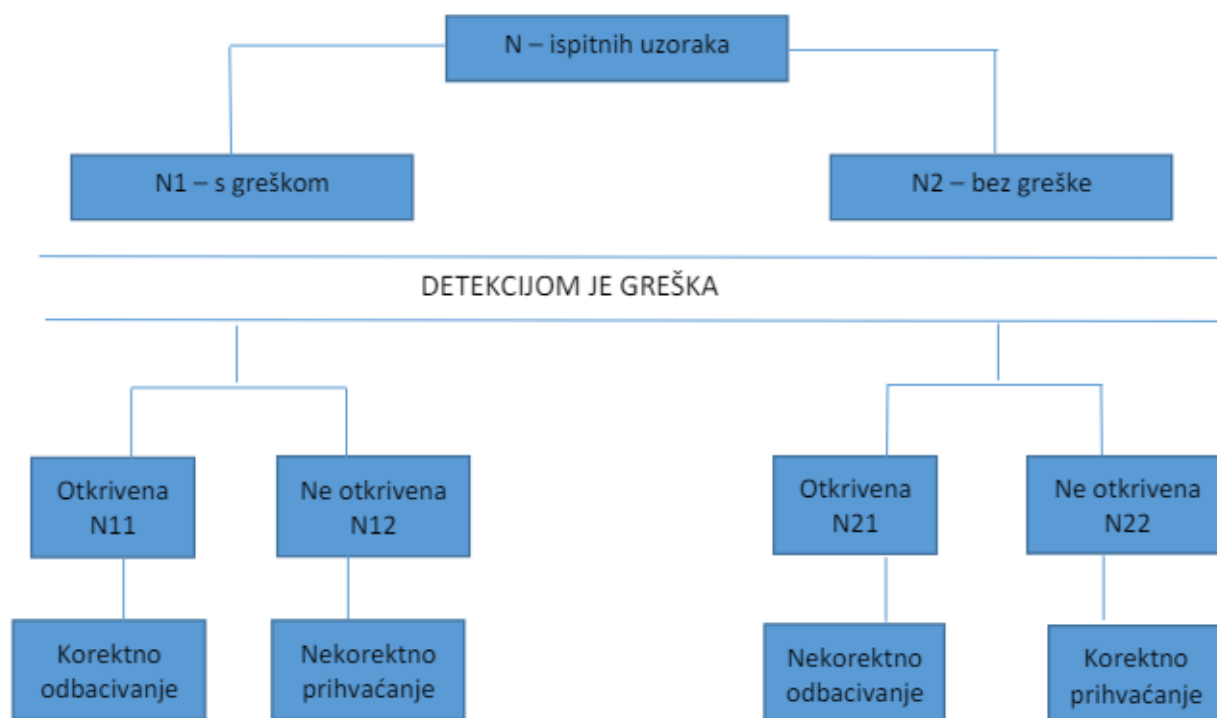 N – ispitnih uzoraka
N1 – s greškom
N2 – bez greške
DETEKCIJOM JE GREŠKA
Otkrivena
N11
Ne otkrivena
N12
Otkrivena
N21
Ne otkrivena
N22
Korektno
odbacivanje
Nekorektno
prihvaćanje
Nekorektno
odbacivanje
Korektno
prihvaćanje